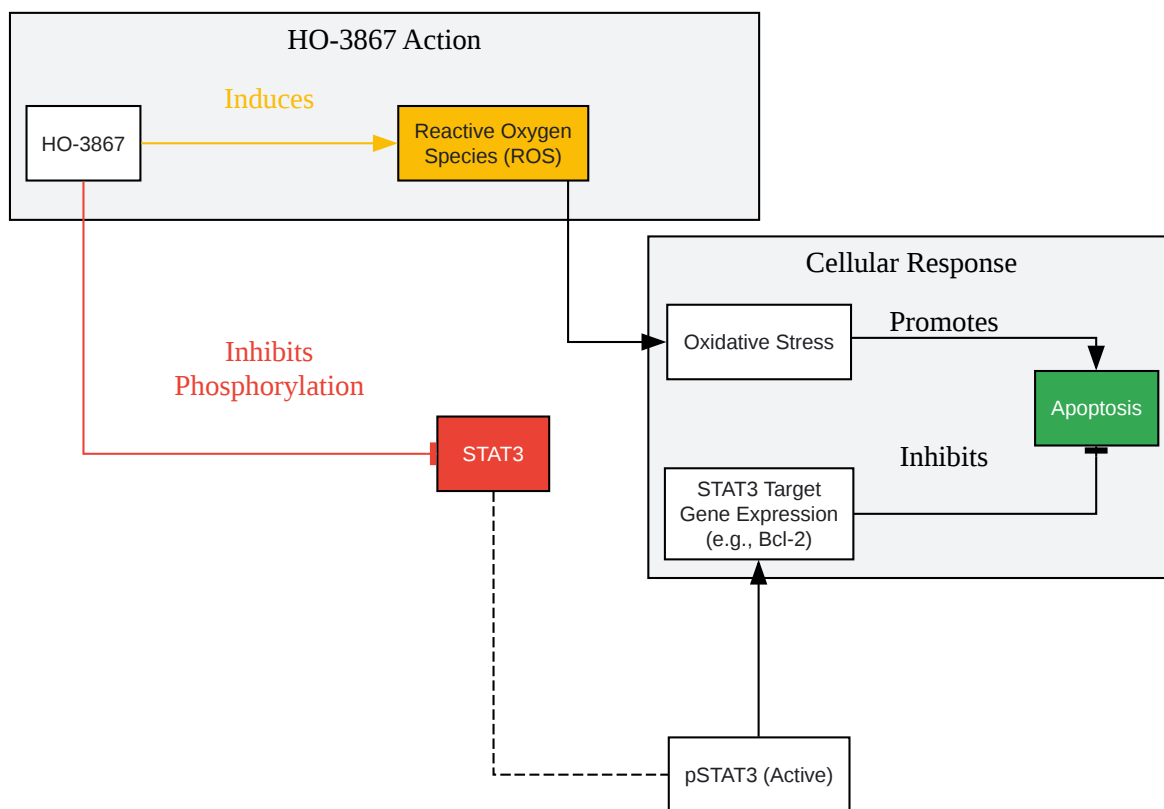 HO-3867 Action
Induces
HO-3867
Reactive Oxygen
Species (ROS)
Cellular Response
Promotes
Oxidative Stress
Inhibits
Phosphorylation
Apoptosis
STAT3
Inhibits
STAT3 Target
Gene Expression
(e.g., Bcl-2)
pSTAT3 (Active)